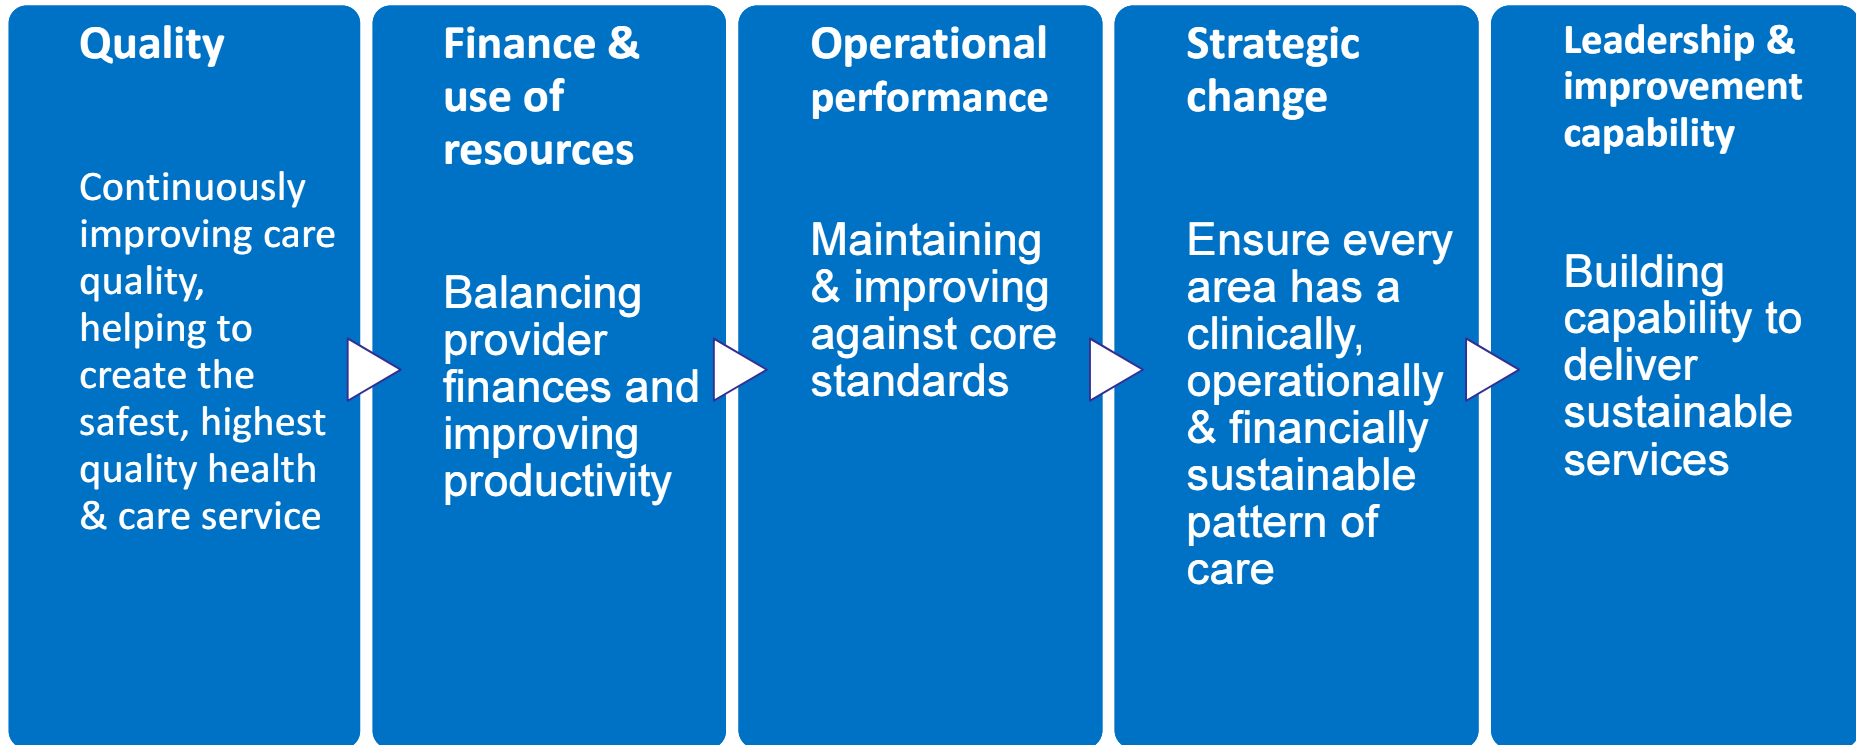 Quality
Continuously
improving care
quality,
helping to
create the
safest, highest
quality health
& care service
Finance &
use of
resources
Balancing
provider
finances and
improving
productivity
Operational
performance
Maintaining
& improving
against core
standards
Strategic
change
Ensure every
area has a
clinically,
operationally
& financially
sustainable
pattern of
care
Leadership &
improvement
capability
Building
capability to
deliver
sustainable
services